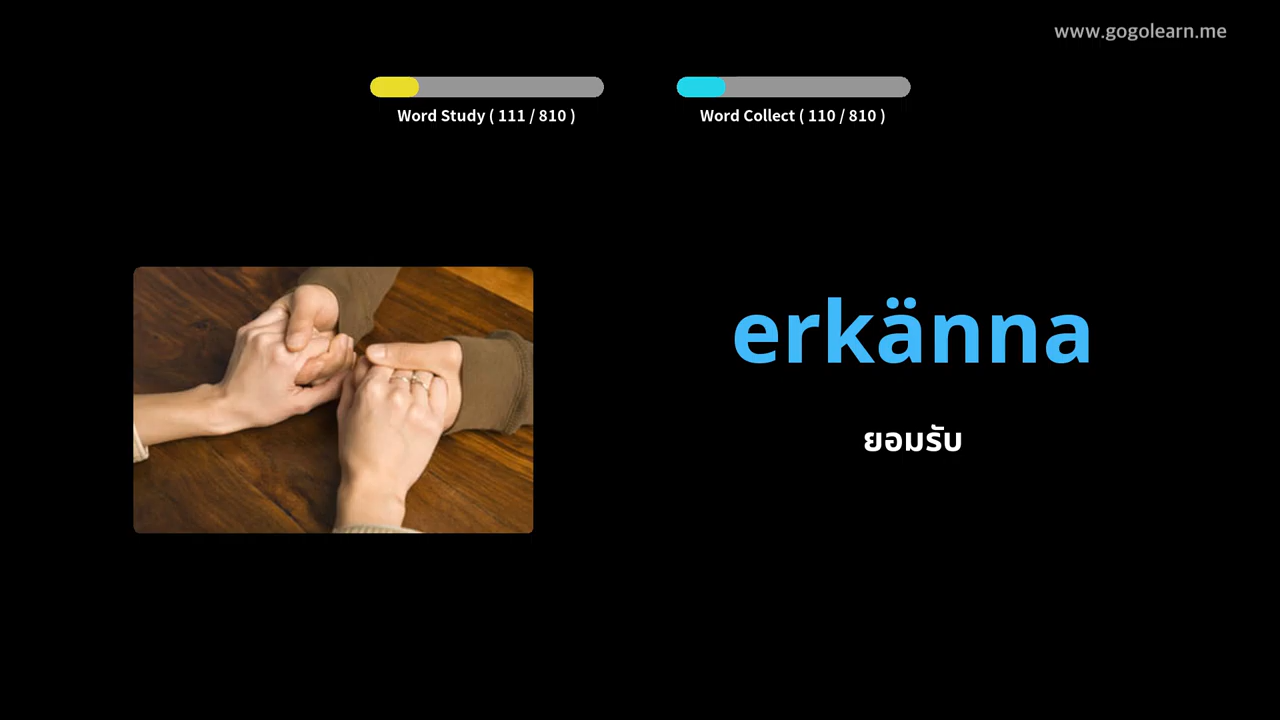 www.gogolearn.me
Word Study ( 111 / 810 )
Word Collect ( 110 / 810 )
erkänna
ยอมรับ